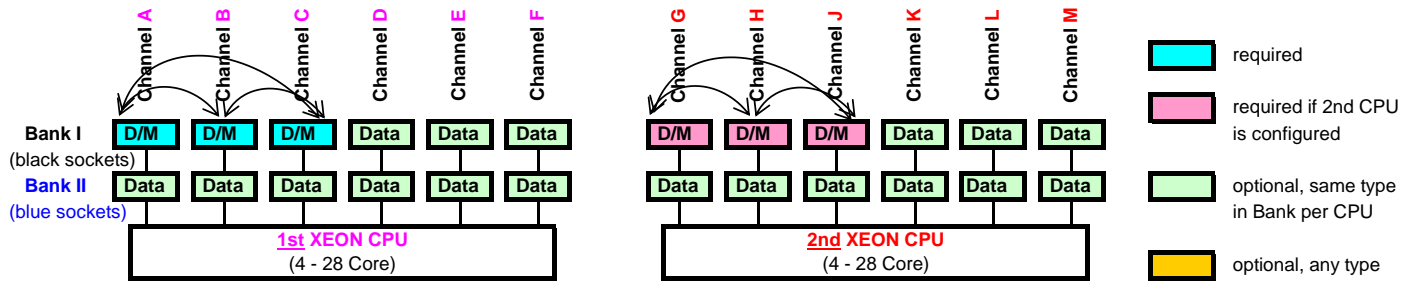 Channel A
Channel B
Channel C
Channel D
Channel E
Channel F
Channel G
Channel H
Channel J
Channel K
Channel L
Channel M
required
required if 2nd CPU
is configured
optional, same type
in Bank per CPU
optional, any type
Bank I
(black sockets)
D/M D/M D/M Data Data Data
D/M D/M D/M Data Data Data
Bank II
(blue sockets)
Data Data Data Data Data Data
Data Data Data Data Data Data
1st XEON CPU
(4 - 28 Core)
2nd XEON CPU
(4 - 28 Core)